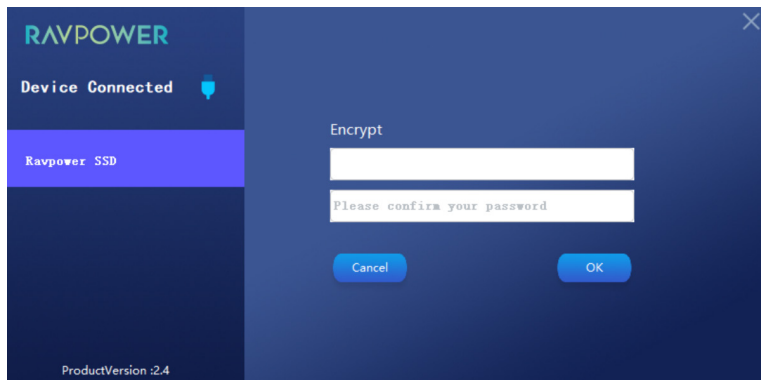 RAVPOWER
Device Connected
Ravpower SSD
Encrypt
Please confirm your password
Cancel
OK
ProductVersion :2.4